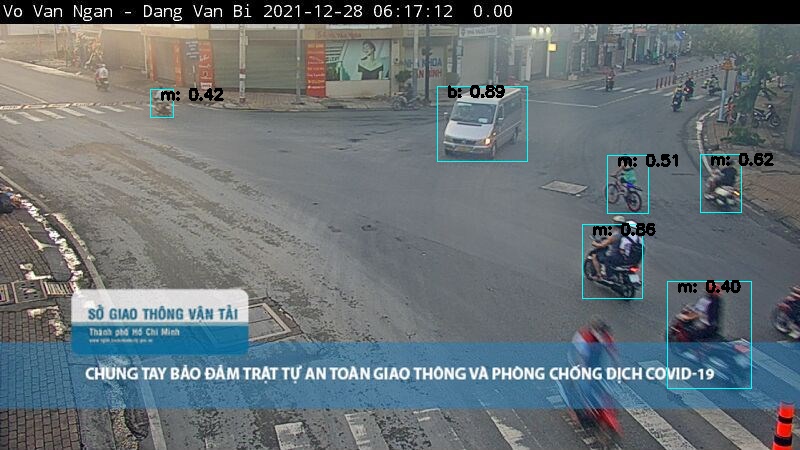 Vo Van Ngan - Dang Van Bi 2021-12-28 06:17:12 0.00
m: 0.42
b: 0.89
m: 0.51
m: 0.62
m: 0.86
m: 0.40
SỞ GIAO THÔNG VẬN TẢI
Thành phố Hồ Chí Minh
CHUNG TAY BẢO ĐẢM TRẬT TỰ AN TOÀN GIAO THÔNG VÀ PHÒNG CHỐNG DỊCH COVID-19